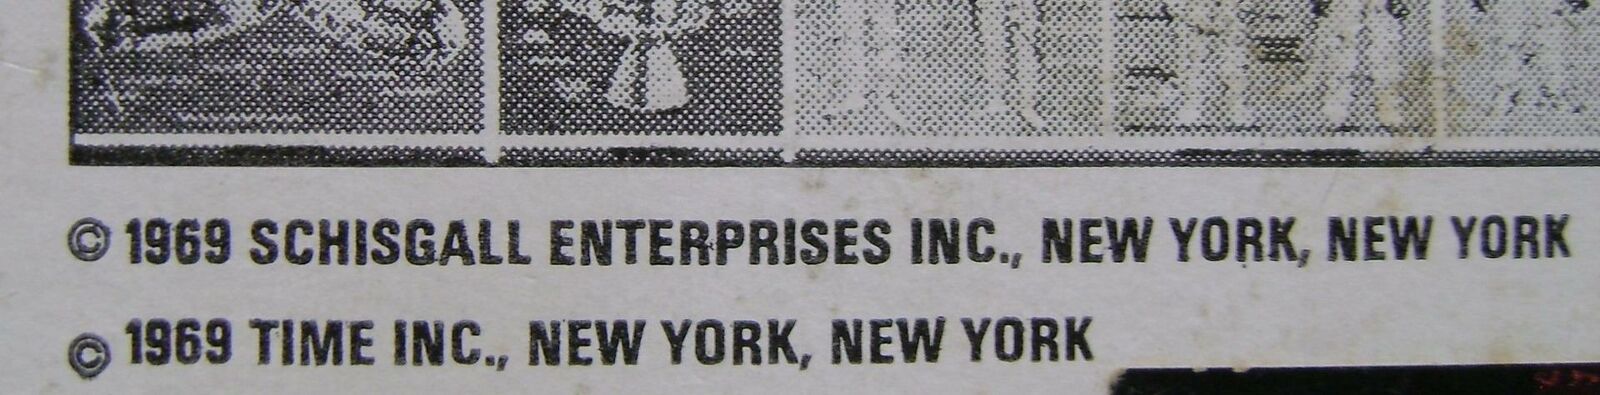 © 1969 SCHISGALL ENTERPRISES INC., NEW YORK, NEW YORK
© 1969 TIME INC., NEW YORK, NEW YORK